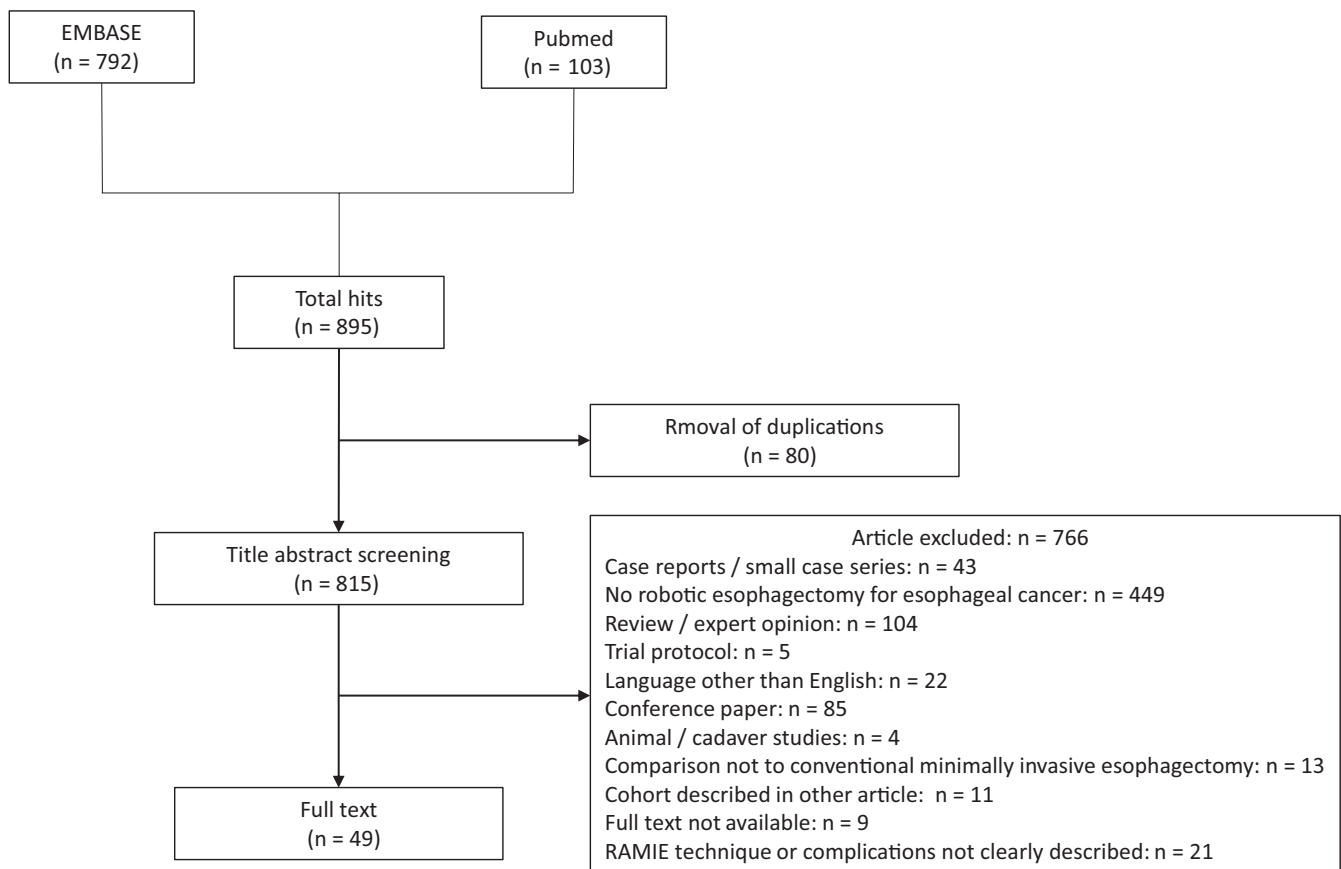 EMBASE
(n = 792)
Pubmed
(n = 103)
Total hits
(n = 895)
Rmoval of duplications
(n = 80)
Title abstract screening
(n = 815)
Article excluded: n = 766
Case reports / small case series: n = 43
No robotic esophagectomy for esophageal cancer: n = 449
Review / expert opinion: n = 104
Trial protocol: n = 5
Language other than English: n = 22
Conference paper: n = 85
Animal / cadaver studies: n = 4
Comparison not to conventional minimally invasive esophagectomy: n = 13
Cohort described in other article: n = 11
Full text not available: n = 9
RAMIE technique or complications not clearly described: n = 21
Full text
(n = 49)